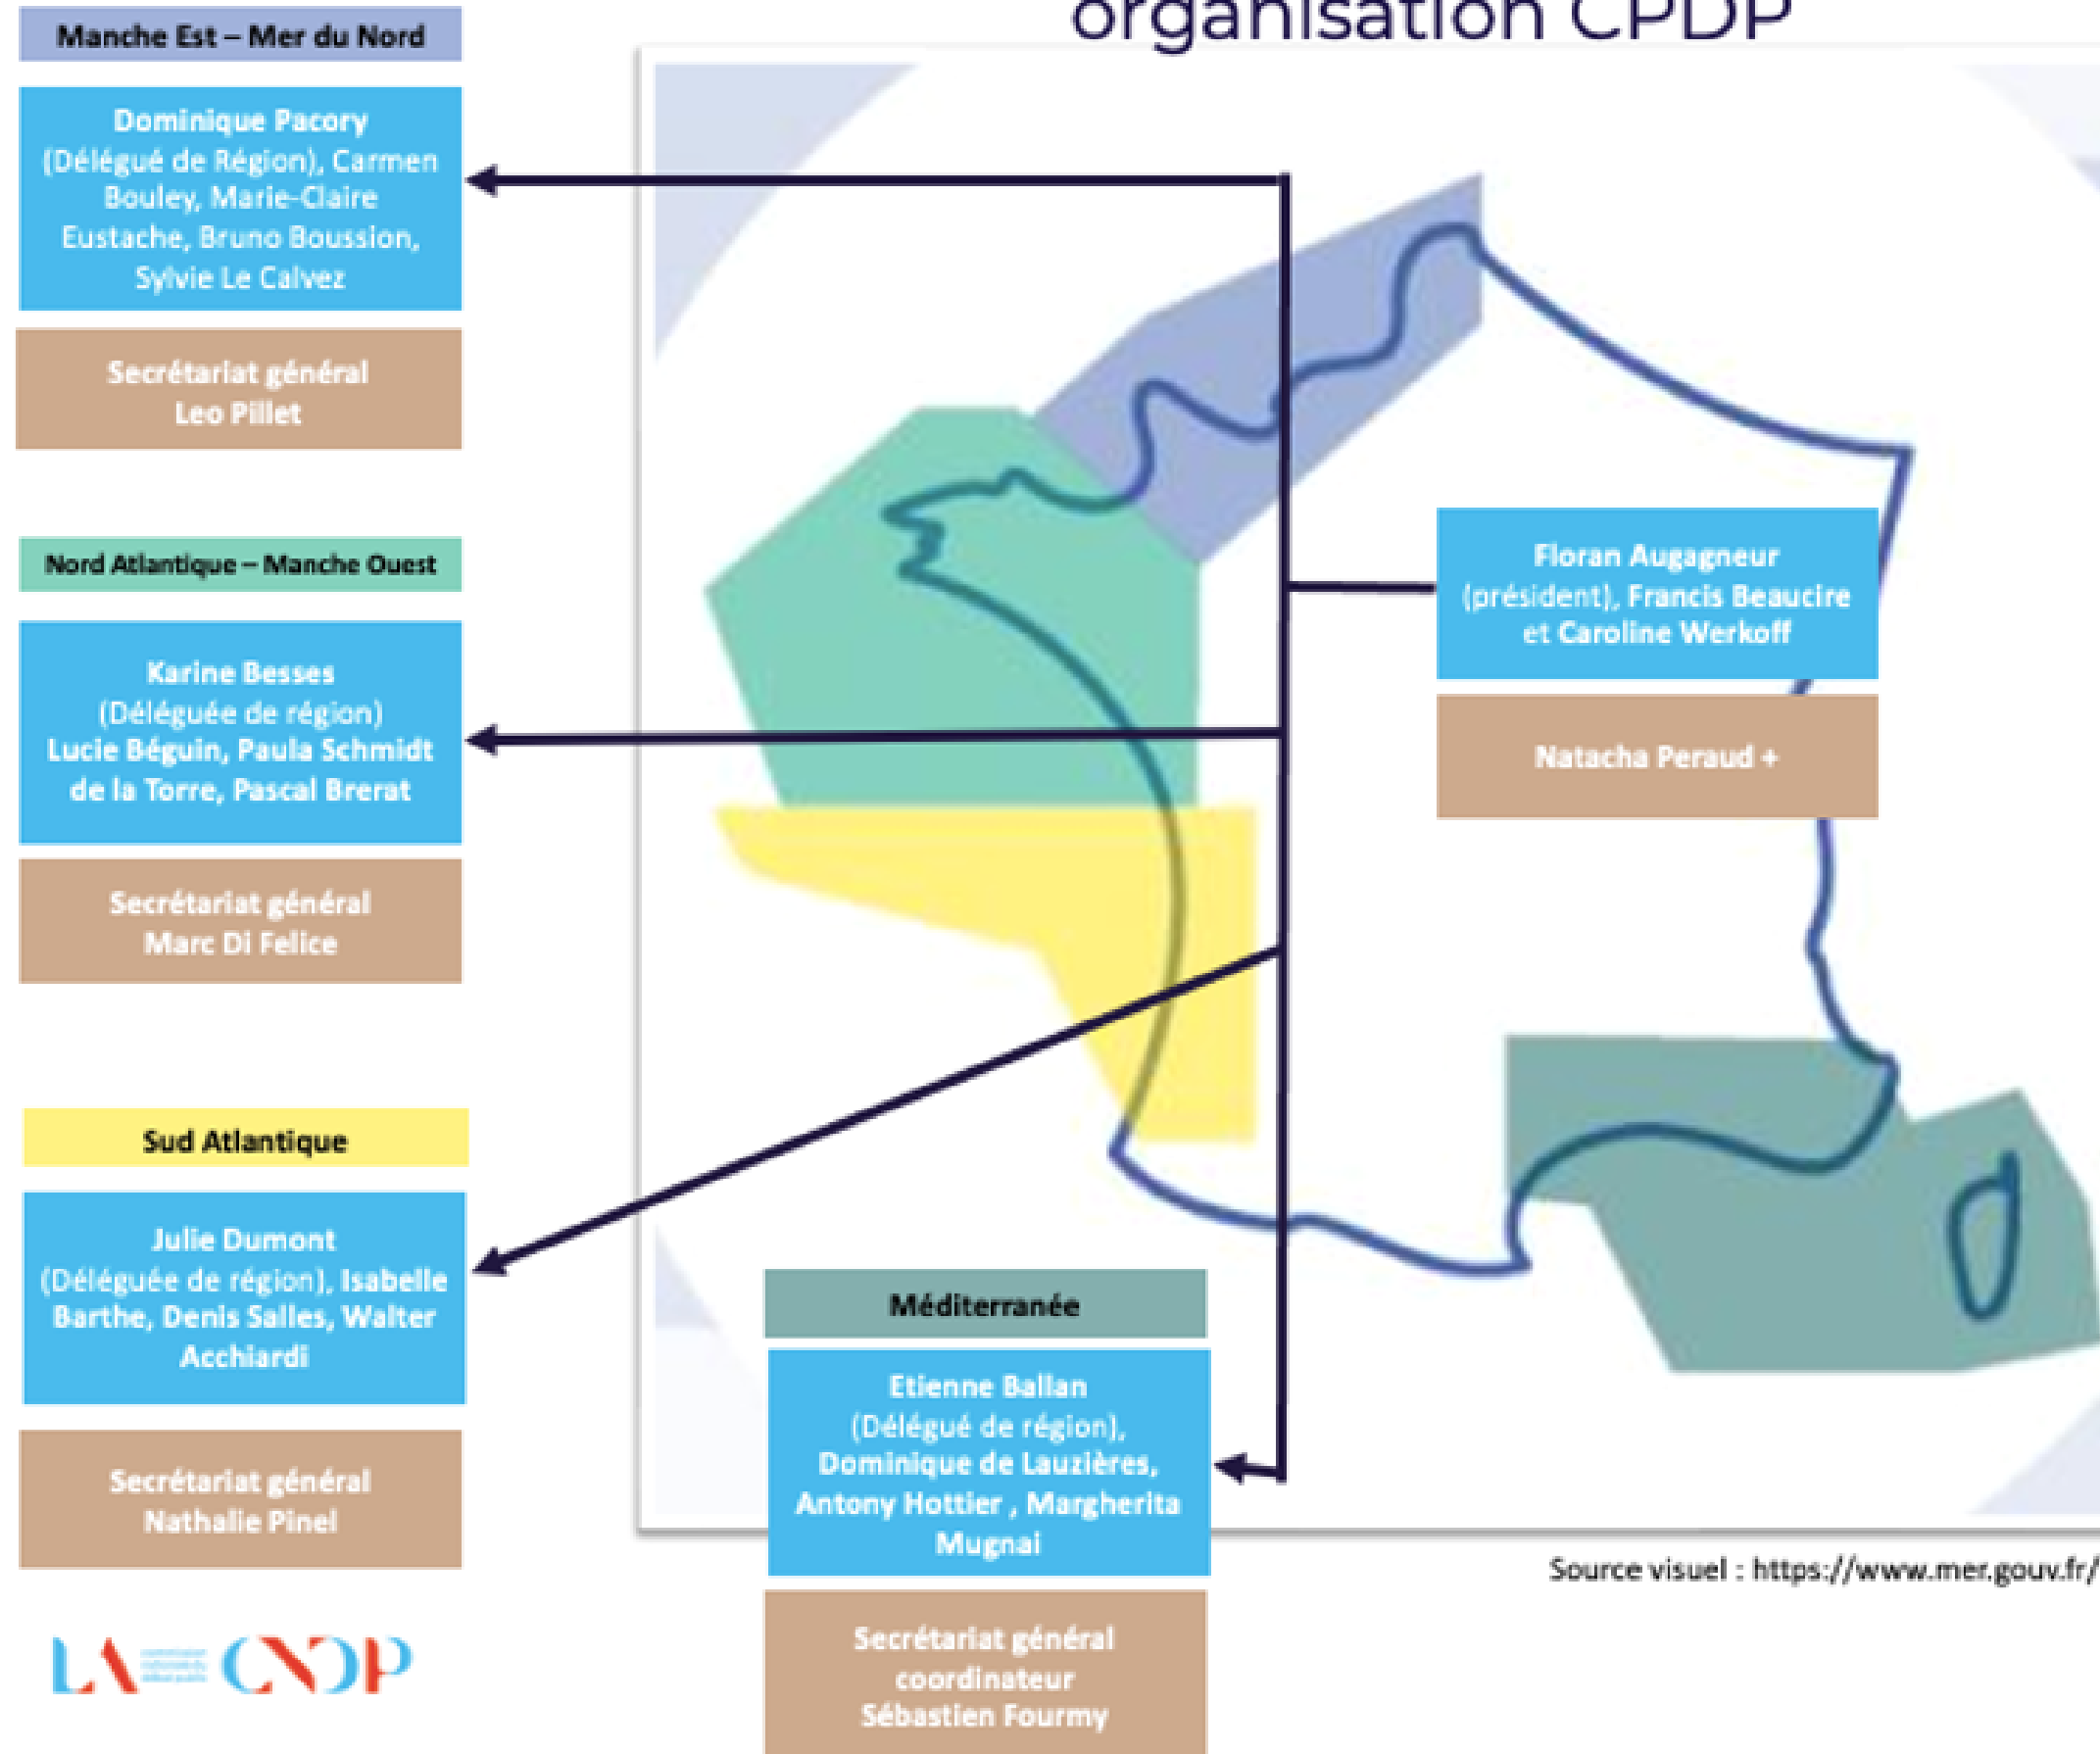 organisation CPDP
Manche Est – Mer du Nord
Dominique Pacory
(Délégué de Région), Carmen
Bouley, Marie-Claire
Eustache, Bruno Boussion,
Sylvie Le Calvez
Secrétariat général
Leo Pillet
Nord Atlantique – Manche Ouest
Karine Besses
(Déléguée de région)
Lucie Béguin, Paula Schmidt
de la Torre, Pascal Brerat
Secrétariat général
Marc Di Felice
Floran Augagneur
(président), Francis Beaucire
et Caroline Werkoff
Natacha Peraud +
Sud Atlantique
Julie Dumont
(Déléguée de région), Isabelle
Barthe, Denis Salles, Walter
Acchiardi
Secrétariat général
Nathalie Pinel
Méditerranée
Etienne Ballan
(Délégué de région),
Dominique de Lauzières,
Antony Hottier , Margherita
Mugnai
Secrétariat général
coordinateur
Sébastien Fourmy
Source visuel : https://www.mer.gouv.fr/
LA CNDP